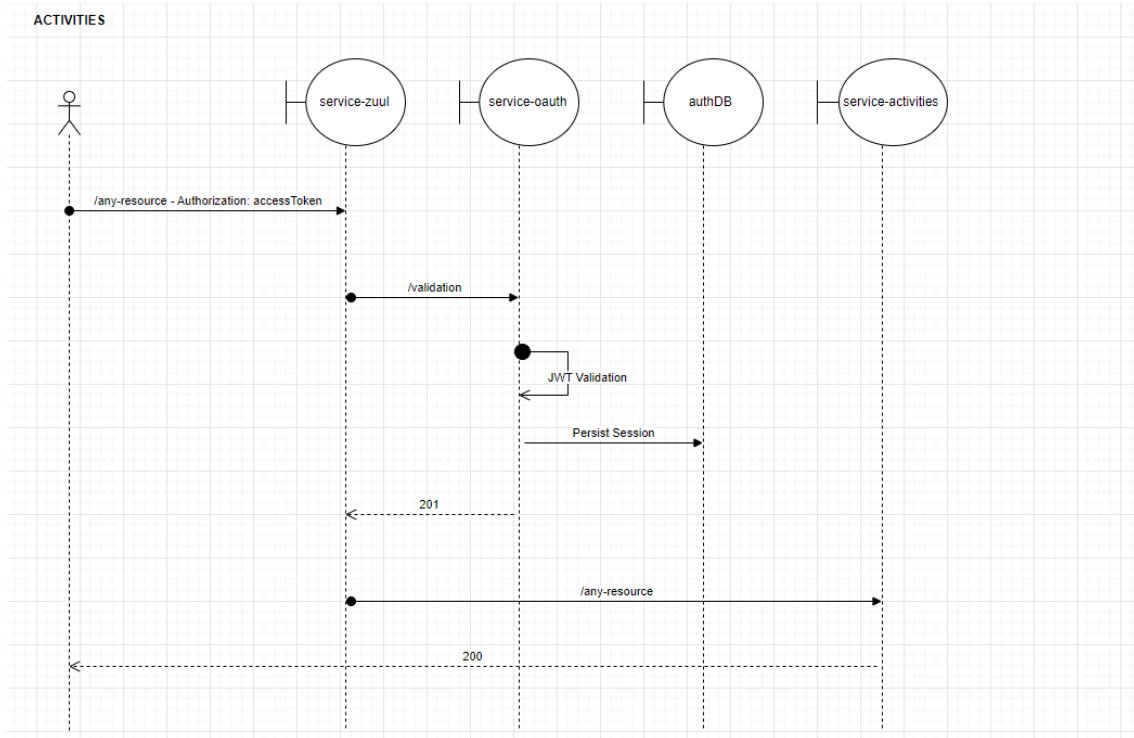 ACTIVITIES
service-zuul
service-oauth
authDB
service-activities
/any-resource - Authorization: accessToken
/validation
JWT Validation
Persist Session
201
/any-resource
200